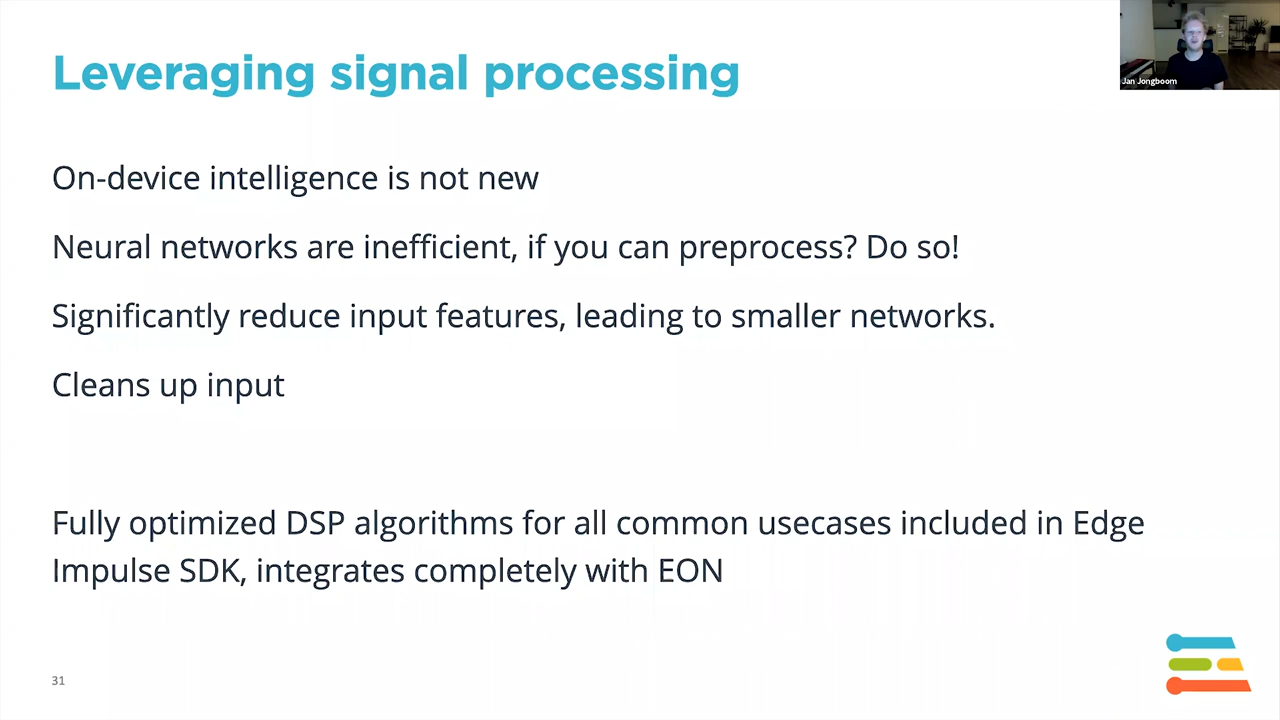 Leveraging signal processing
Jan Jongboom
On-device intelligence is not new
Neural networks are inefficient, if you can preprocess? Do so!
Significantly reduce input features, leading to smaller networks.
Cleans up input
Fully optimized DSP algorithms for all common usecases included in Edge
Impulse SDK, integrates completely with EON
31